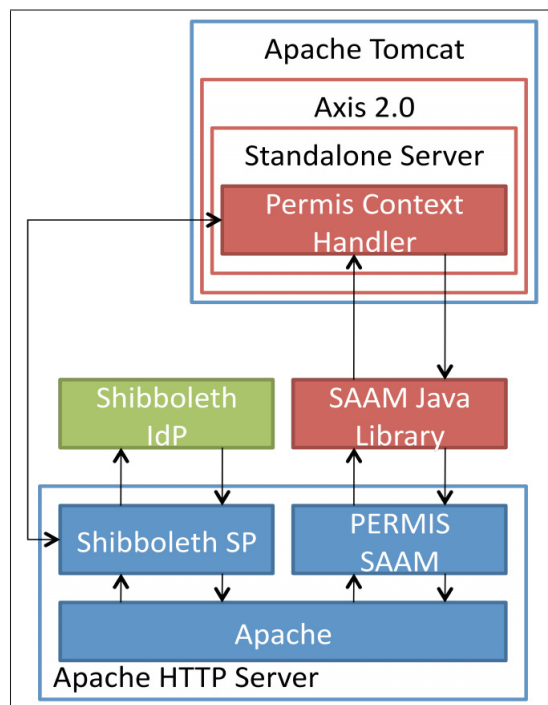 Apache Tomcat
Axis 2.0
Standalone Server
Permis Context
Handler
Shibboleth
IdP
SAAM Java
Library
Shibboleth SP
PERMIS
SAAM
Apache
Apache HTTP Server